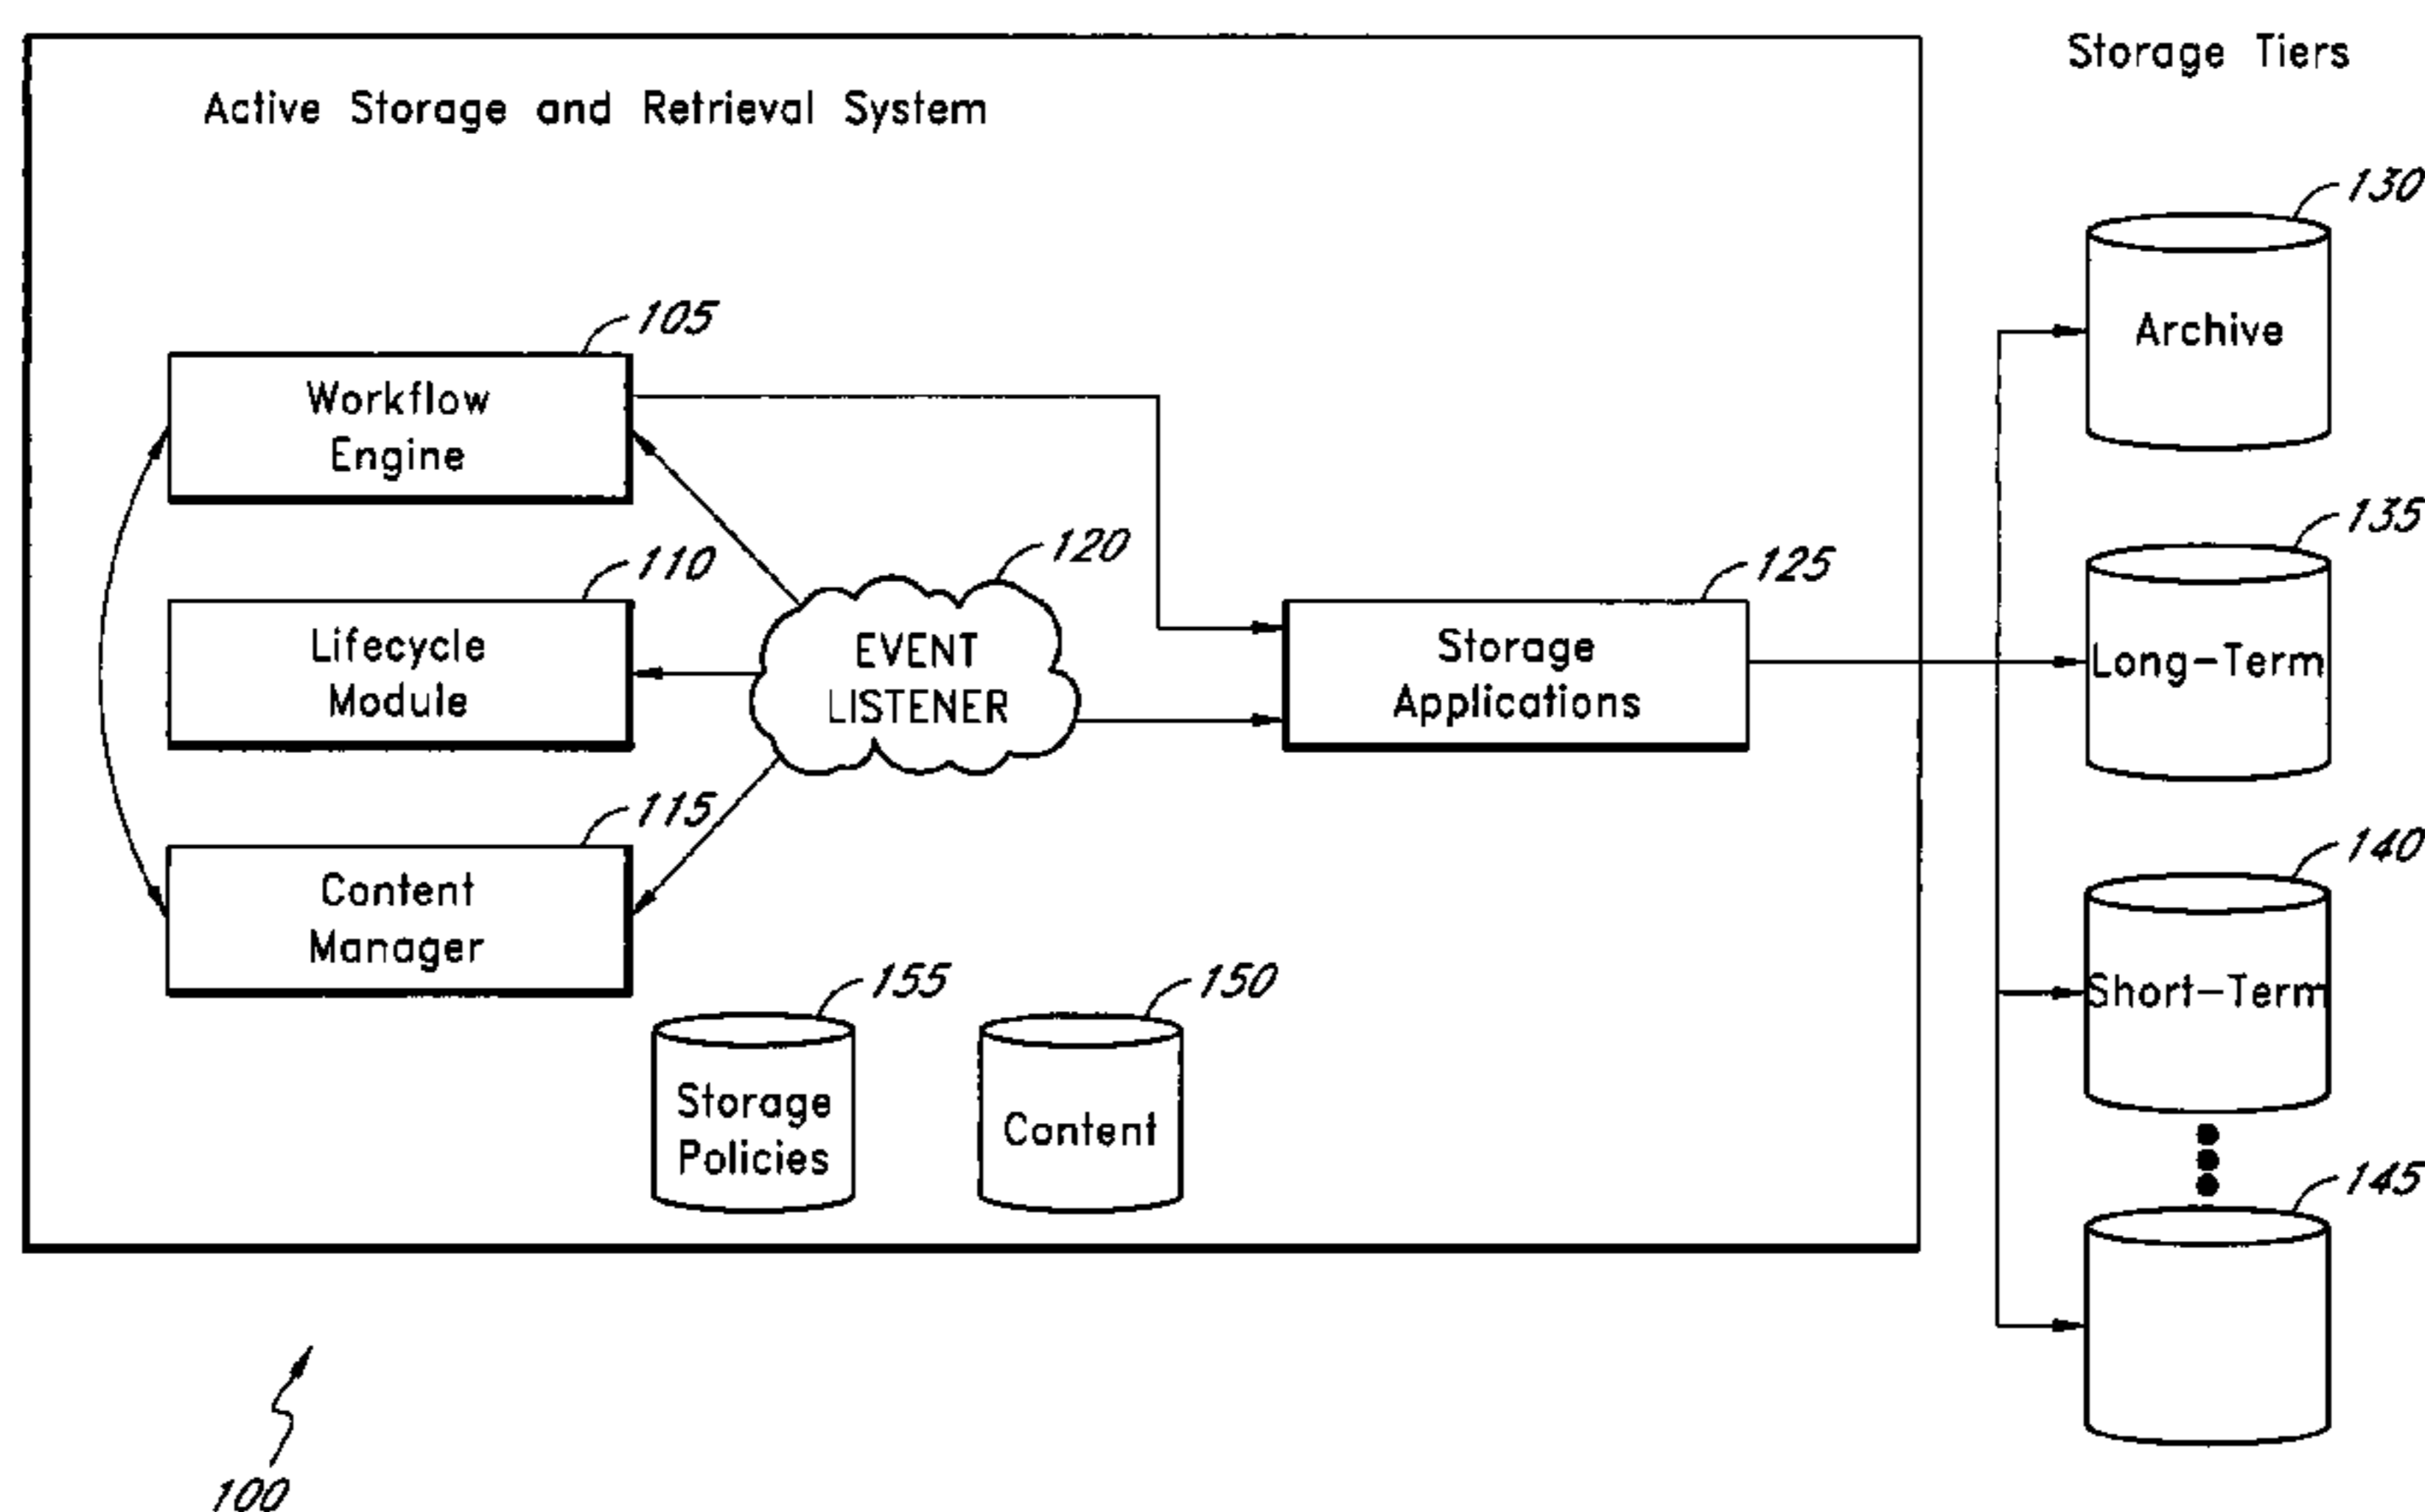 Storage Tiers
Active Storage and Retrieval System
130
Archive
105
Workflow
Engine
135
Long-Term
120
110
125
EVENT
LISTENER
Lifecycle
Module
Storage
Applications
115
Content
Manager
140
Short-Term
155
150
Storage
Policies
Content
145
100